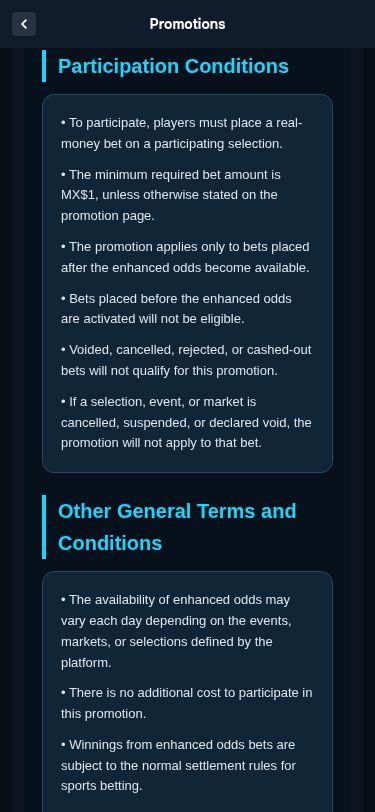 Promotions
Participation Conditions
• To participate, players must place a real-
money bet on a participating selection.
• The minimum required bet amount is
MX$1, unless otherwise stated on the
promotion page.
• The promotion applies only to bets placed
after the enhanced odds become available.
• Bets placed before the enhanced odds
are activated will not be eligible.
• Voided, cancelled, rejected, or cashed-out
bets will not qualify for this promotion.
• If a selection, event, or market is
cancelled, suspended, or declared void, the
promotion will not apply to that bet.
Other General Terms and
Conditions
• The availability of enhanced odds may
vary each day depending on the events,
markets, or selections defined by the
platform.
• There is no additional cost to participate in
this promotion.
• Winnings from enhanced odds bets are
subject to the normal settlement rules for
sports betting.